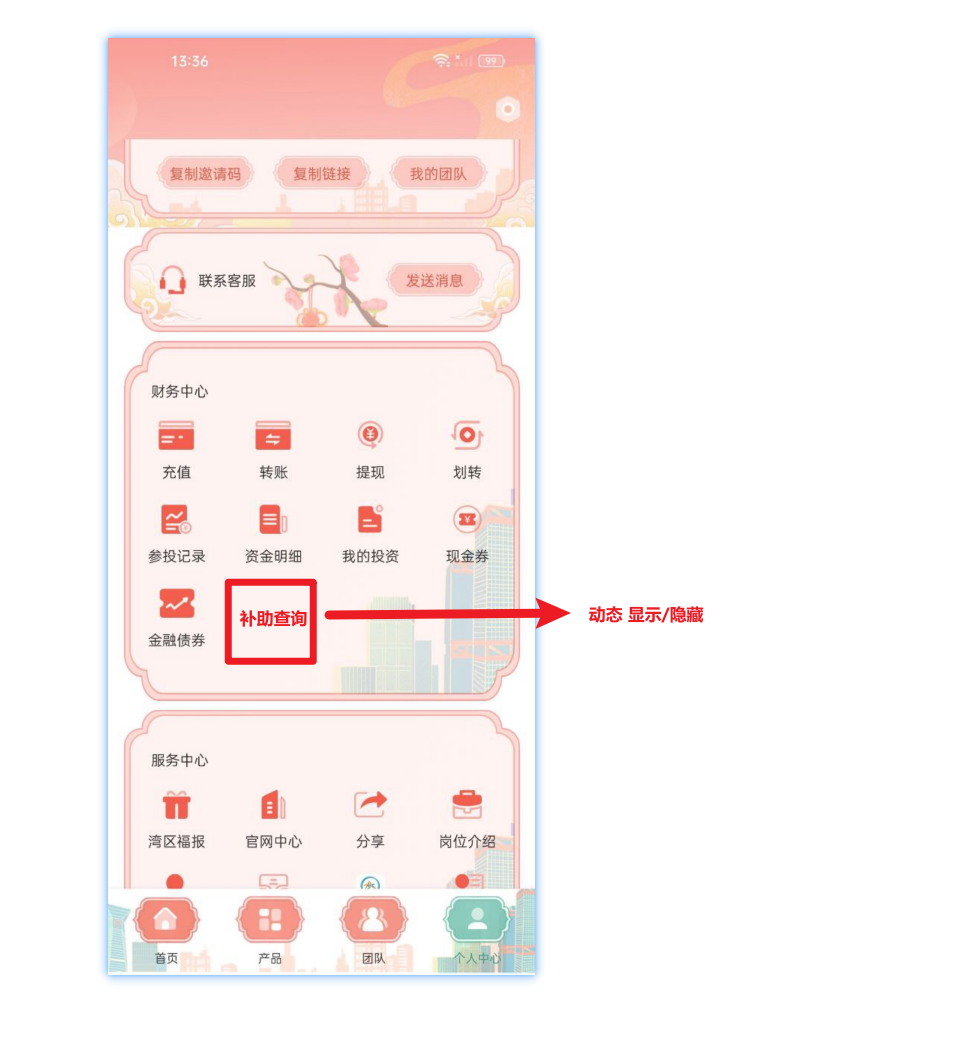 13:36
99
复制邀请码 复制链接 我的团队
联系客服 发送消息
财务中心
充值 转账 提现 划转
参投记录 资金明细 我的投资 现金券
金融债券 补助查询 动态 显示/隐藏
服务中心
湾区福报 官网中心 分享 岗位介绍
首页 产品 团队 个人中心